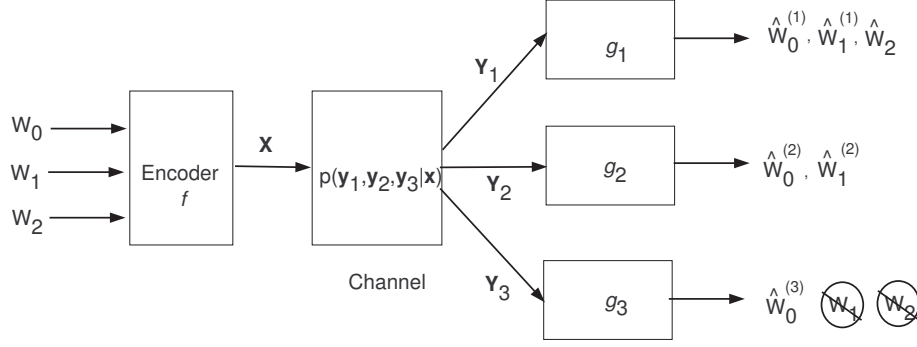 W₀
W₁
W₂
Encoder
f
X
p(y₁,y₂,y₃|x)
Channel
Y₁
Y₂
Y₃
g₁
g₂
g₃
Ŵ₀⁽¹⁾, Ŵ₁⁽¹⁾, Ŵ₂
Ŵ₀⁽²⁾, Ŵ₁⁽²⁾
Ŵ₀⁽³⁾ W₁ W₂